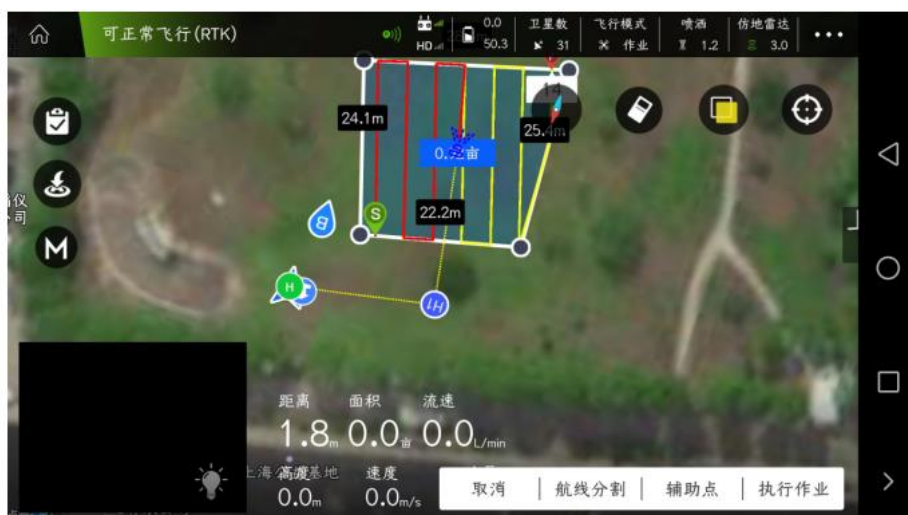 可正常飞行(RTK)
HD
0.0
50.3
卫星数
31
飞行模式
作业
喷洒
1.2
仿地雷达
3.0
24.1m
25.4m
22.2m
S
B
H
H1
M
距离 面积 流速
1.8m 0.0亩 0.0L/min
高度 速度
0.0m 0.0m/s
取消 航线分割 辅助点 执行作业